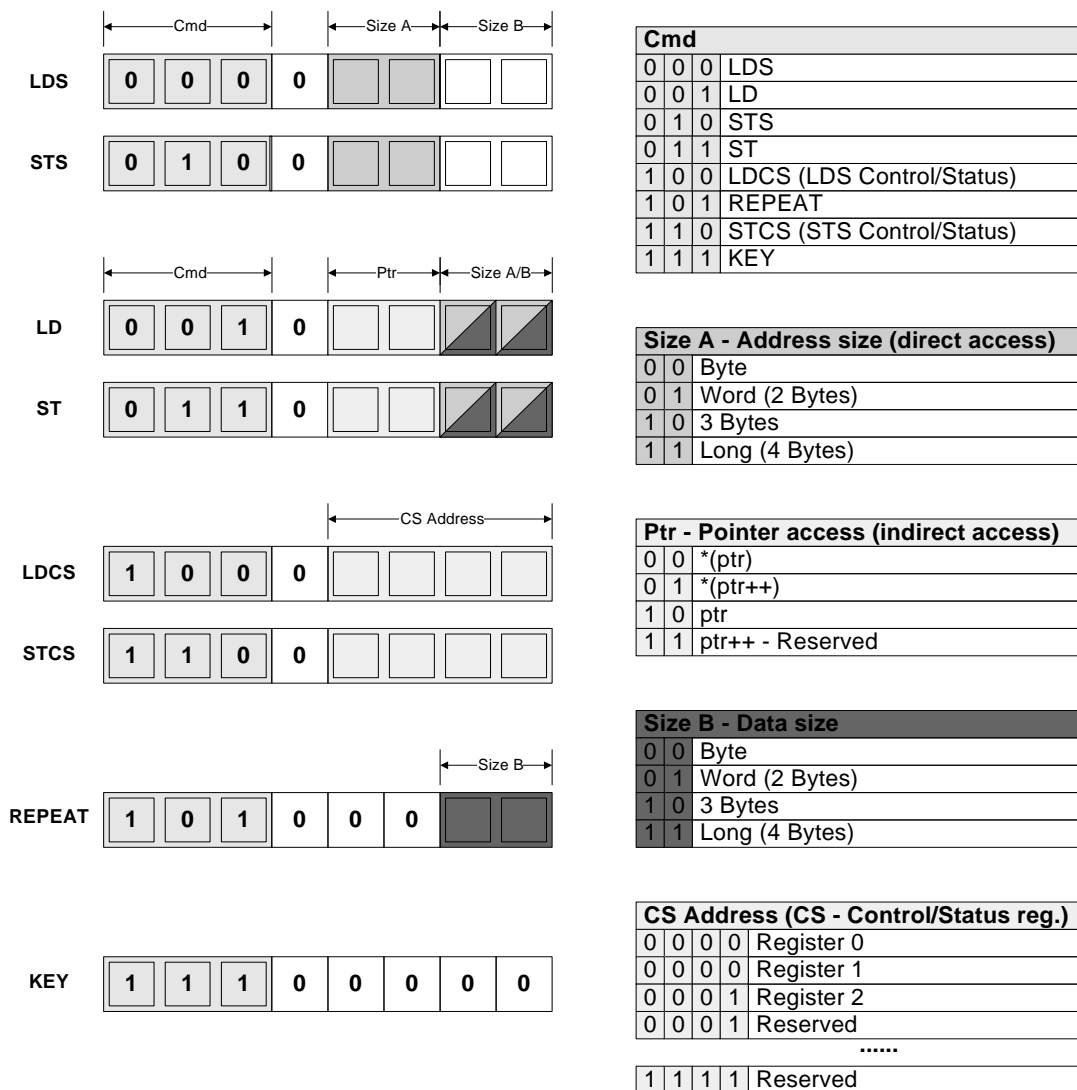 Cmd Size A Size B
LDS 0 0 0 0
STS 0 1 0 0
Cmd Ptr Size A/B
LD 0 0 1 0
ST 0 1 1 0
CS Address
LDCS 1 0 0 0
STCS 1 1 0 0
Size B
REPEAT 1 0 1 0 0 0
KEY 1 1 1 0 0 0 0 0
Cmd
0 0 0 LDS
0 0 1 LD
0 1 0 STS
0 1 1 ST
1 0 0 LDCS (LDS Control/Status)
1 0 1 REPEAT
1 1 0 STCS (STS Control/Status)
1 1 1 KEY
Size A - Address size (direct access)
0 0 Byte
0 1 Word (2 Bytes)
1 0 3 Bytes
1 1 Long (4 Bytes)
Ptr - Pointer access (indirect access)
0 0 *(ptr)
0 1 *(ptr++)
1 0 ptr
1 1 ptr++ - Reserved
Size B - Data size
0 0 Byte
0 1 Word (2 Bytes)
1 0 3 Bytes
1 1 Long (4 Bytes)
CS Address (CS - Control/Status reg.)
0 0 0 0 Register 0
0 0 0 0 Register 1
0 0 0 1 Register 2
0 0 0 1 Reserved
......
1 1 1 1 Reserved